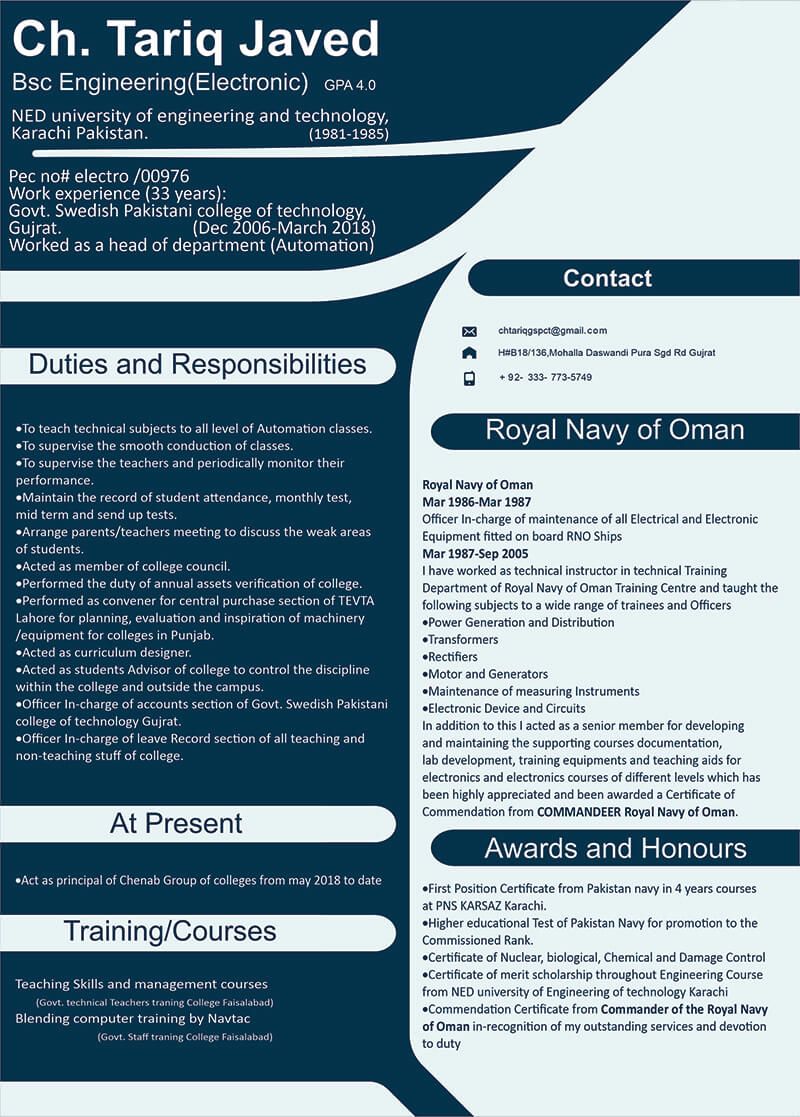 Ch. Tariq Javed
Bsc Engineering(Electronic) GPA 4.0
NED university of engineering and technology,
Karachi Pakistan. (1981-1985)
Pec no# electro /00976
Work experience (33 years):
Govt. Swedish Pakistani college of technology,
Gujrat. (Dec 2006-March 2018)
Worked as a head of department (Automation)
Duties and Responsibilities
•To teach technical subjects to all level of Automation classes.
•To supervise the smooth conduction of classes.
•To supervise the teachers and periodically monitor their
performance.
•Maintain the record of student attendance, monthly test,
mid term and send up tests.
•Arrange parents/teachers meeting to discuss the weak areas
of students.
•Acted as member of college council.
•Performed the duty of annual assets verification of college.
•Performed as convener for central purchase section of TEVTA
Lahore for planning, evaluation and inspiration of machinery
/equipment for colleges in Punjab.
•Acted as curriculum designer.
•Acted as students Advisor of college to control the discipline
within the college and outside the campus.
•Officer In-charge of accounts section of Govt. Swedish Pakistani
college of technology Gujrat.
•Officer In-charge of leave Record section of all teaching and
non-teaching stuff of college.
At Present
•Act as principal of Chenab Group of colleges from may 2018 to date
Training/Courses
Teaching Skills and management courses
(Govt. technical Teachers traning College Faisalabad)
Blending computer training by Navtac
(Govt. Staff traning College Faisalabad)
Contact
chtariqgspct@gmail.com
H#B18/136,Mohalla Daswandi Pura Sgd Rd Gujrat
+ 92- 333- 773-5749
Royal Navy of Oman
Royal Navy of Oman
Mar 1986-Mar 1987
Officer In-charge of maintenance of all Electrical and Electronic
Equipment fitted on board RNO Ships
Mar 1987-Sep 2005
I have worked as technical instructor in technical Training
Department of Royal Navy of Oman Training Centre and taught the
following subjects to a wide range of trainees and Officers
•Power Generation and Distribution
•Transformers
•Rectifiers
•Motor and Generators
•Maintenance of measuring Instruments
•Electronic Device and Circuits
In addition to this I acted as a senior member for developing
and maintaining the supporting courses documentation,
lab development, training equipments and teaching aids for
electronics and electronics courses of different levels which has
been highly appreciated and been awarded a Certificate of
Commendation from COMMANDEER Royal Navy of Oman.
Awards and Honours
•First Position Certificate from Pakistan navy in 4 years courses
at PNS KARSAZ Karachi.
•Higher educational Test of Pakistan Navy for promotion to the
Commissioned Rank.
•Certificate of Nuclear, biological, Chemical and Damage Control
•Certificate of merit scholarship throughout Engineering Course
from NED university of Engineering of technology Karachi
•Commendation Certificate from Commander of the Royal Navy
of Oman in-recognition of my outstanding services and devotion
to duty